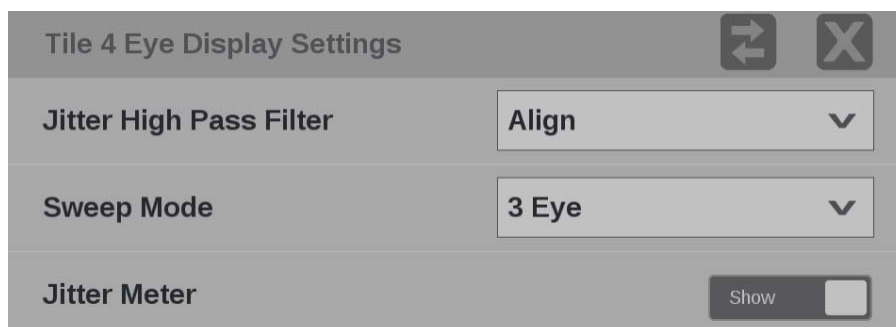 Tile 4 Eye Display Settings
Jitter High Pass Filter Align
Sweep Mode 3 Eye
Jitter Meter Show